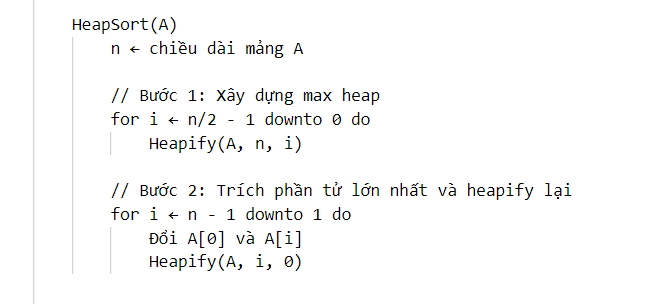 HeapSort(A)
n ← chiều dài mảng A
// Bước 1: Xây dựng max heap
for i ← n/2 - 1 downto 0 do
Heapify(A, n, i)
// Bước 2: Trích phần tử lớn nhất và heapify lại
for i ← n - 1 downto 1 do
Đổi A[0] và A[i]
Heapify(A, i, 0)